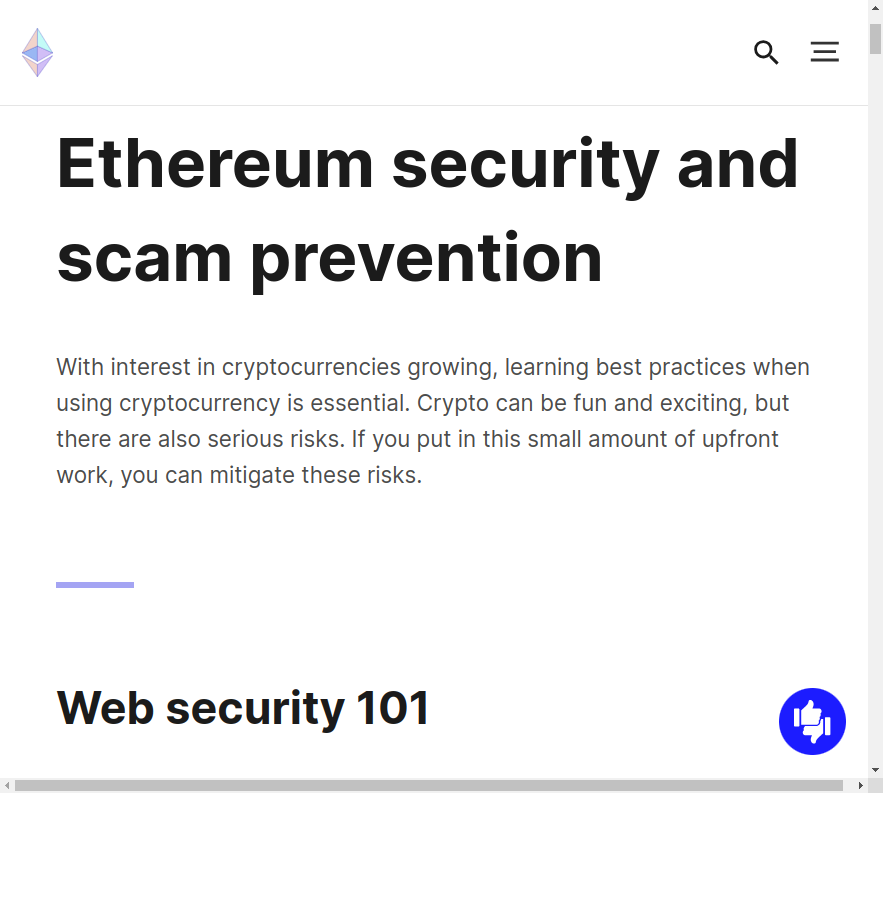 Ethereum security and
scam prevention
With interest in cryptocurrencies growing, learning best practices when
using cryptocurrency is essential. Crypto can be fun and exciting, but
there are also serious risks. If you put in this small amount of upfront
work, you can mitigate these risks.
Web security 101